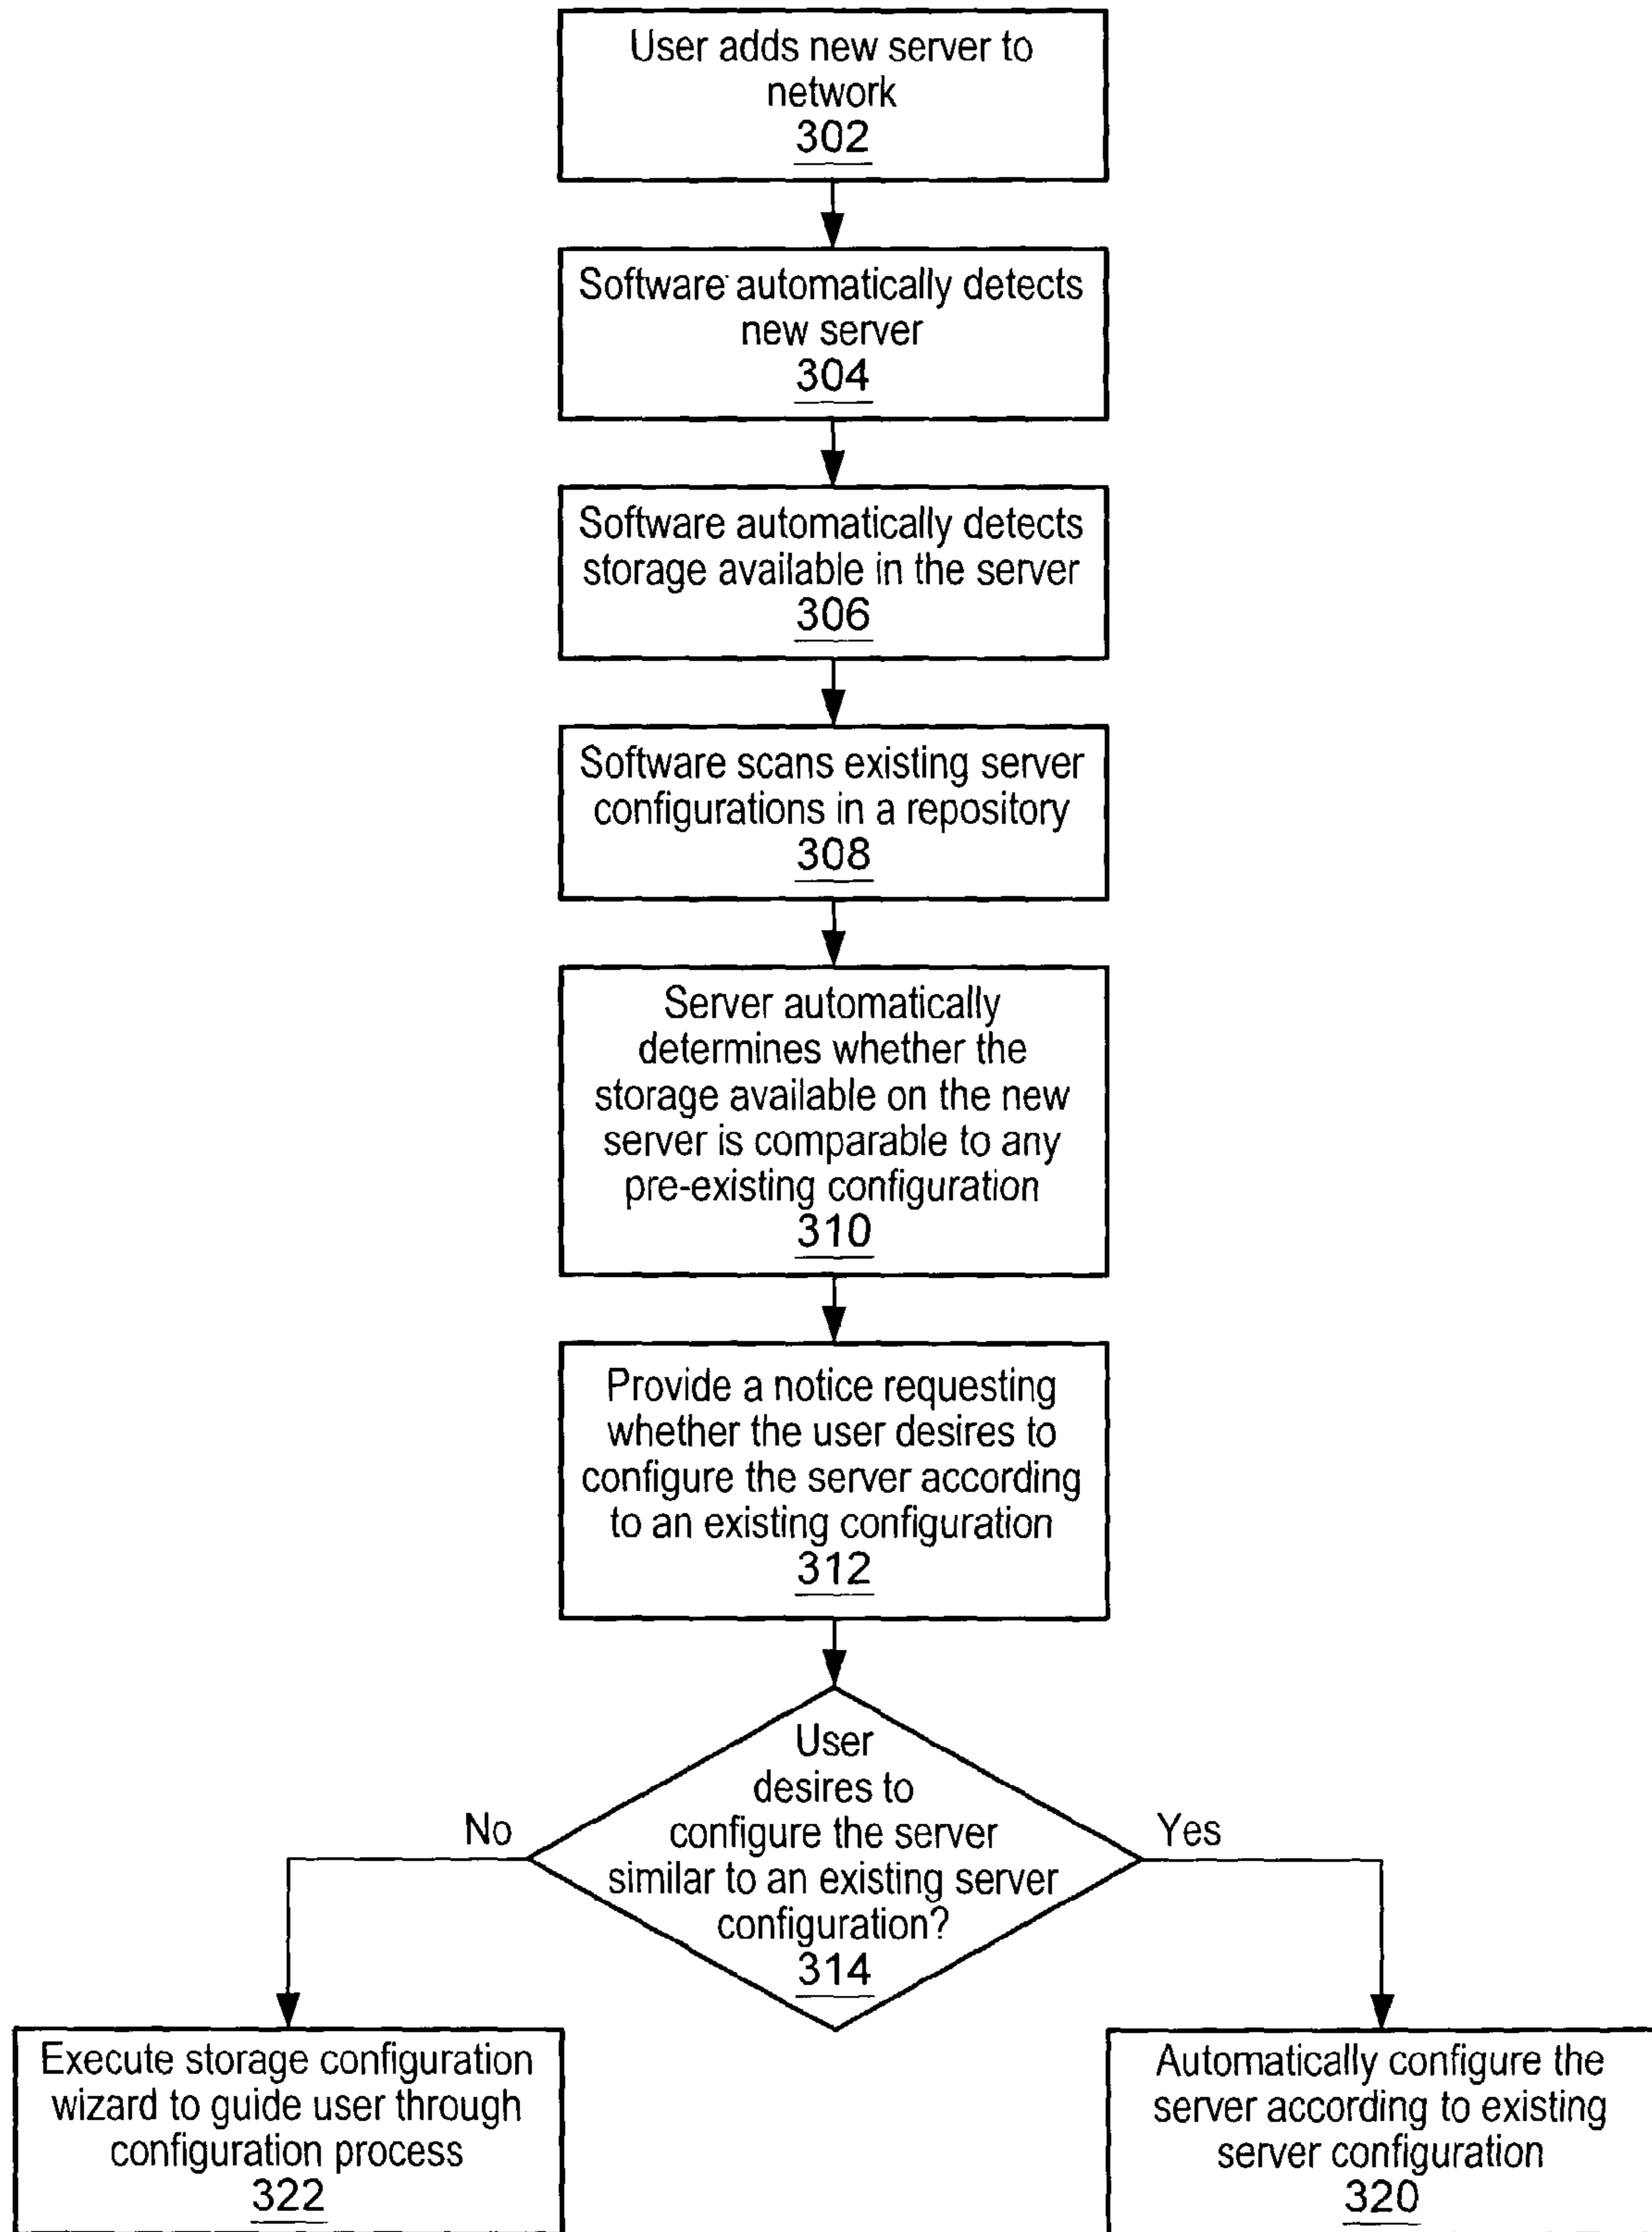 User adds new server to
network
302
Software automatically detects
new server
304
Software automatically detects
storage available in the server
306
Software scans existing server
configurations in a repository
308
Server automatically
determines whether the
storage available on the new
server is comparable to any
pre-existing configuration
310
Provide a notice requesting
whether the user desires to
configure the server according
to an existing configuration
312
User
desires to
configure the server
similar to an existing server
configuration?
314
No
Yes
Execute storage configuration
wizard to guide user through
configuration process
322
Automatically configure the
server according to existing
server configuration
320